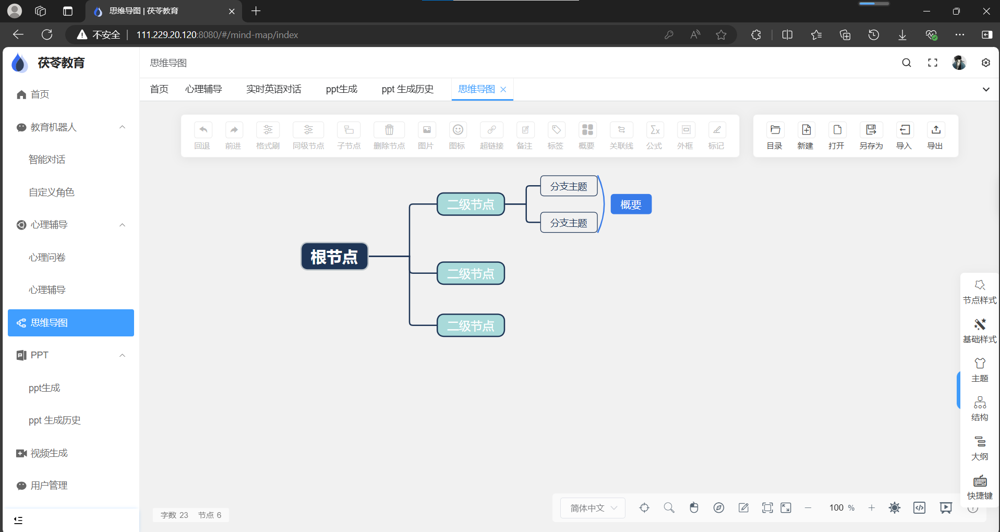 思维导图 | 茯苓教育
不安全 111.229.20.120:8080/#/mind-map/index
茯苓教育
首页
教育机器人
智能对话
自定义角色
心理辅导
心理问卷
心理辅导
思维导图
PPT
ppt生成
ppt 生成历史
视频生成
用户管理
思维导图
首页 心理辅导 实时英语对话 ppt生成 ppt 生成历史 思维导图
回退 前进 格式刷 同级节点 子节点 删除节点 图片 图标 超链接 备注 标签 概要 关联线 公式 外框 标记
目录 新建 打开 另存为 导入 导出
根节点
二级节点
分支主题
分支主题
概要
二级节点
二级节点
节点样式
基础样式
主题
结构
大纲
快捷键
字数 23 节点 6
简体中文 100 %